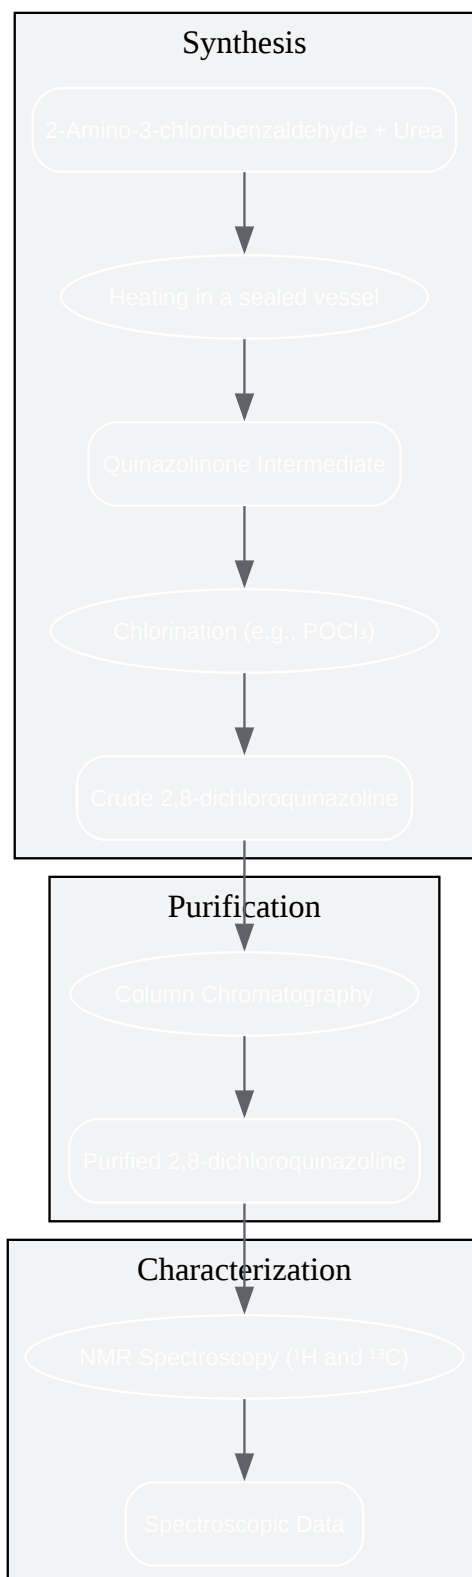 Synthesis
2-Amino-3-chlorobenzaldehyde + Urea
Heating in a sealed vessel
Quinazolinone Intermediate
Chlorination (e.g., POCl₃)
Crude 2,8-dichloroquinazoline
Purification
Column Chromatography
Purified 2,8-dichloroquinazoline
Characterization
NMR Spectroscopy (¹H and ¹³C)
Spectroscopic Data